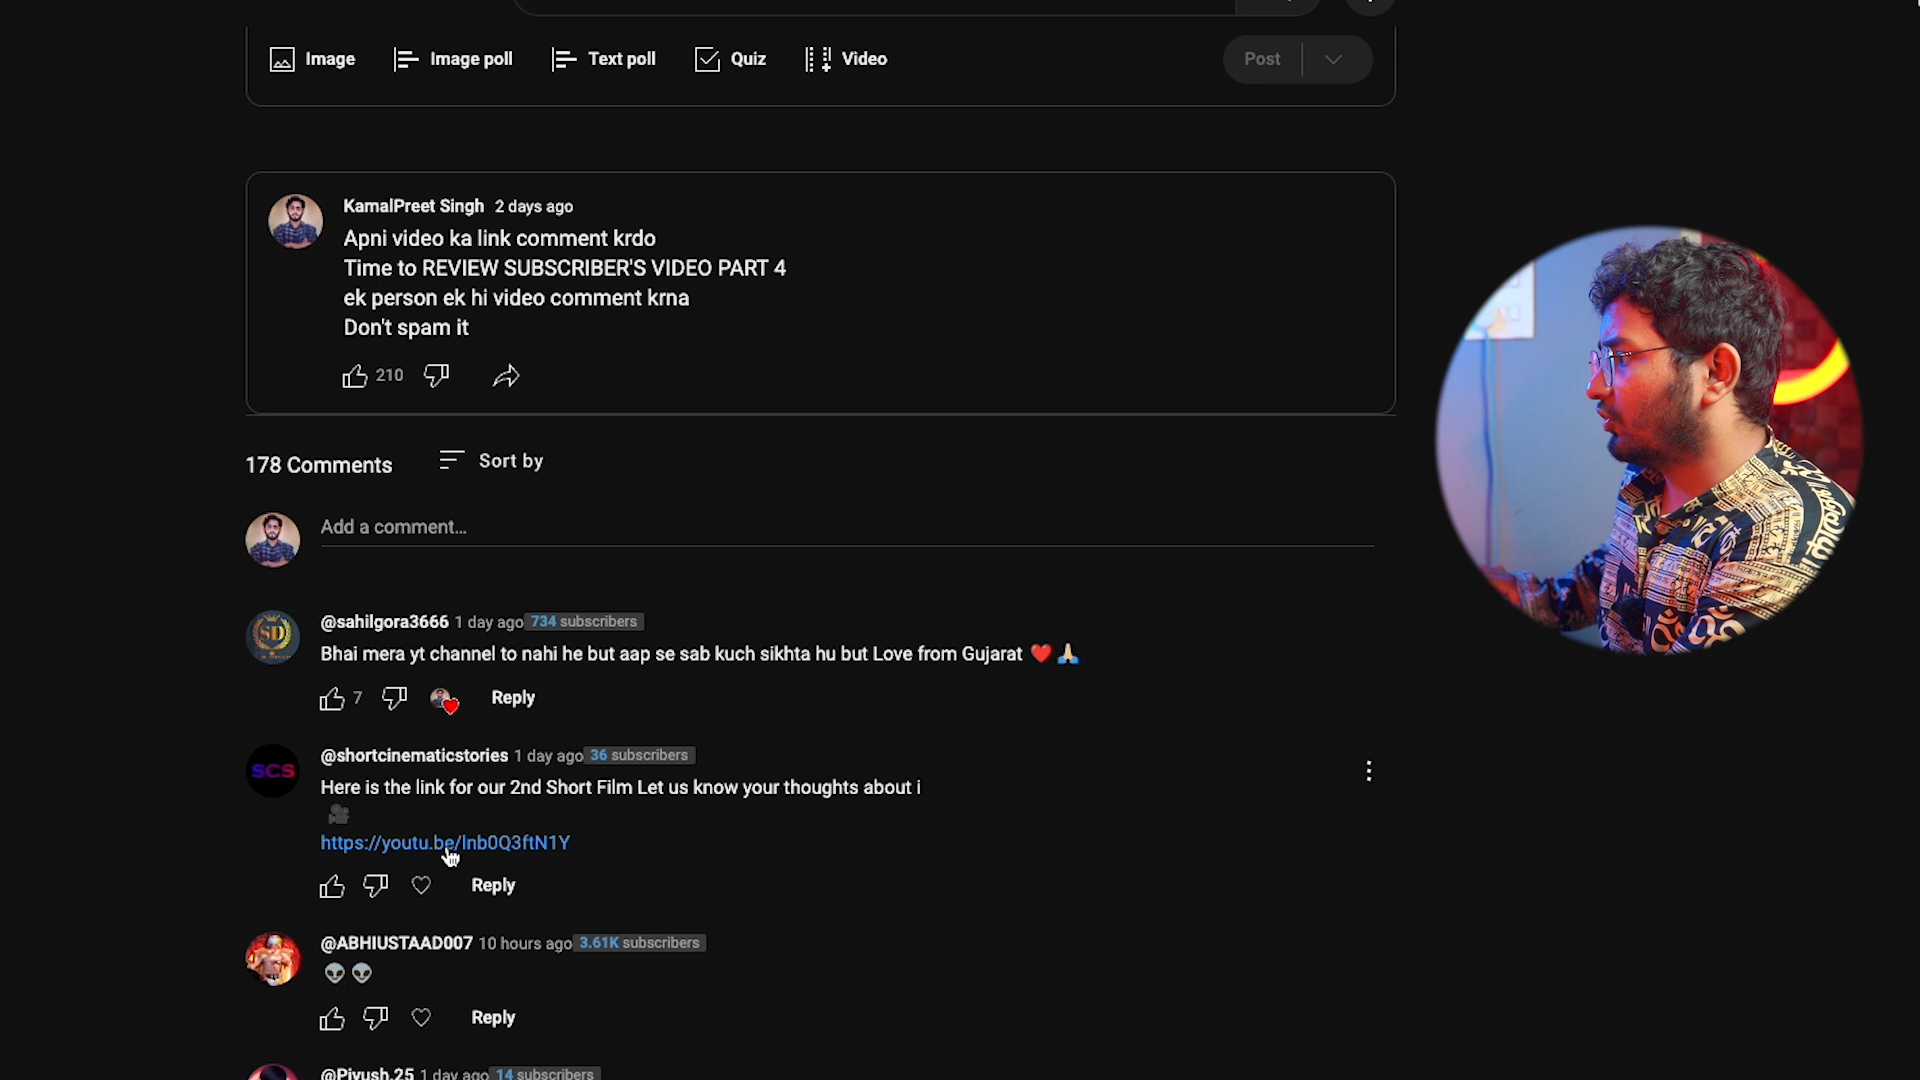 Image
Image poll
Text poll
Quiz
Video
Post
KamalPreet Singh 2 days ago
Apni video ka link comment krdo
Time to REVIEW SUBSCRIBER'S VIDEO PART 4
ek person ek hi video comment krna
Don't spam it
210
178 Comments
Sort by
Add a comment...
@sahilgora3666 1 day ago 734 subscribers
Bhai mera yt channel to nahi he but aap se sab kuch sikhta hu but Love from Gujarat ❤️🙏🏼
7
Reply
SCS
@shortcinematicstories 1 day ago 36 subscribers
Here is the link for our 2nd Short Film Let us know your thoughts about i
🎥
https://youtu.be/lnb0Q3ftN1Y
Reply
@ABHIUSTAAD007 10 hours ago 3.61K subscribers
👽👽
Reply
@Piyush.25 1 day ago 14 subscribers